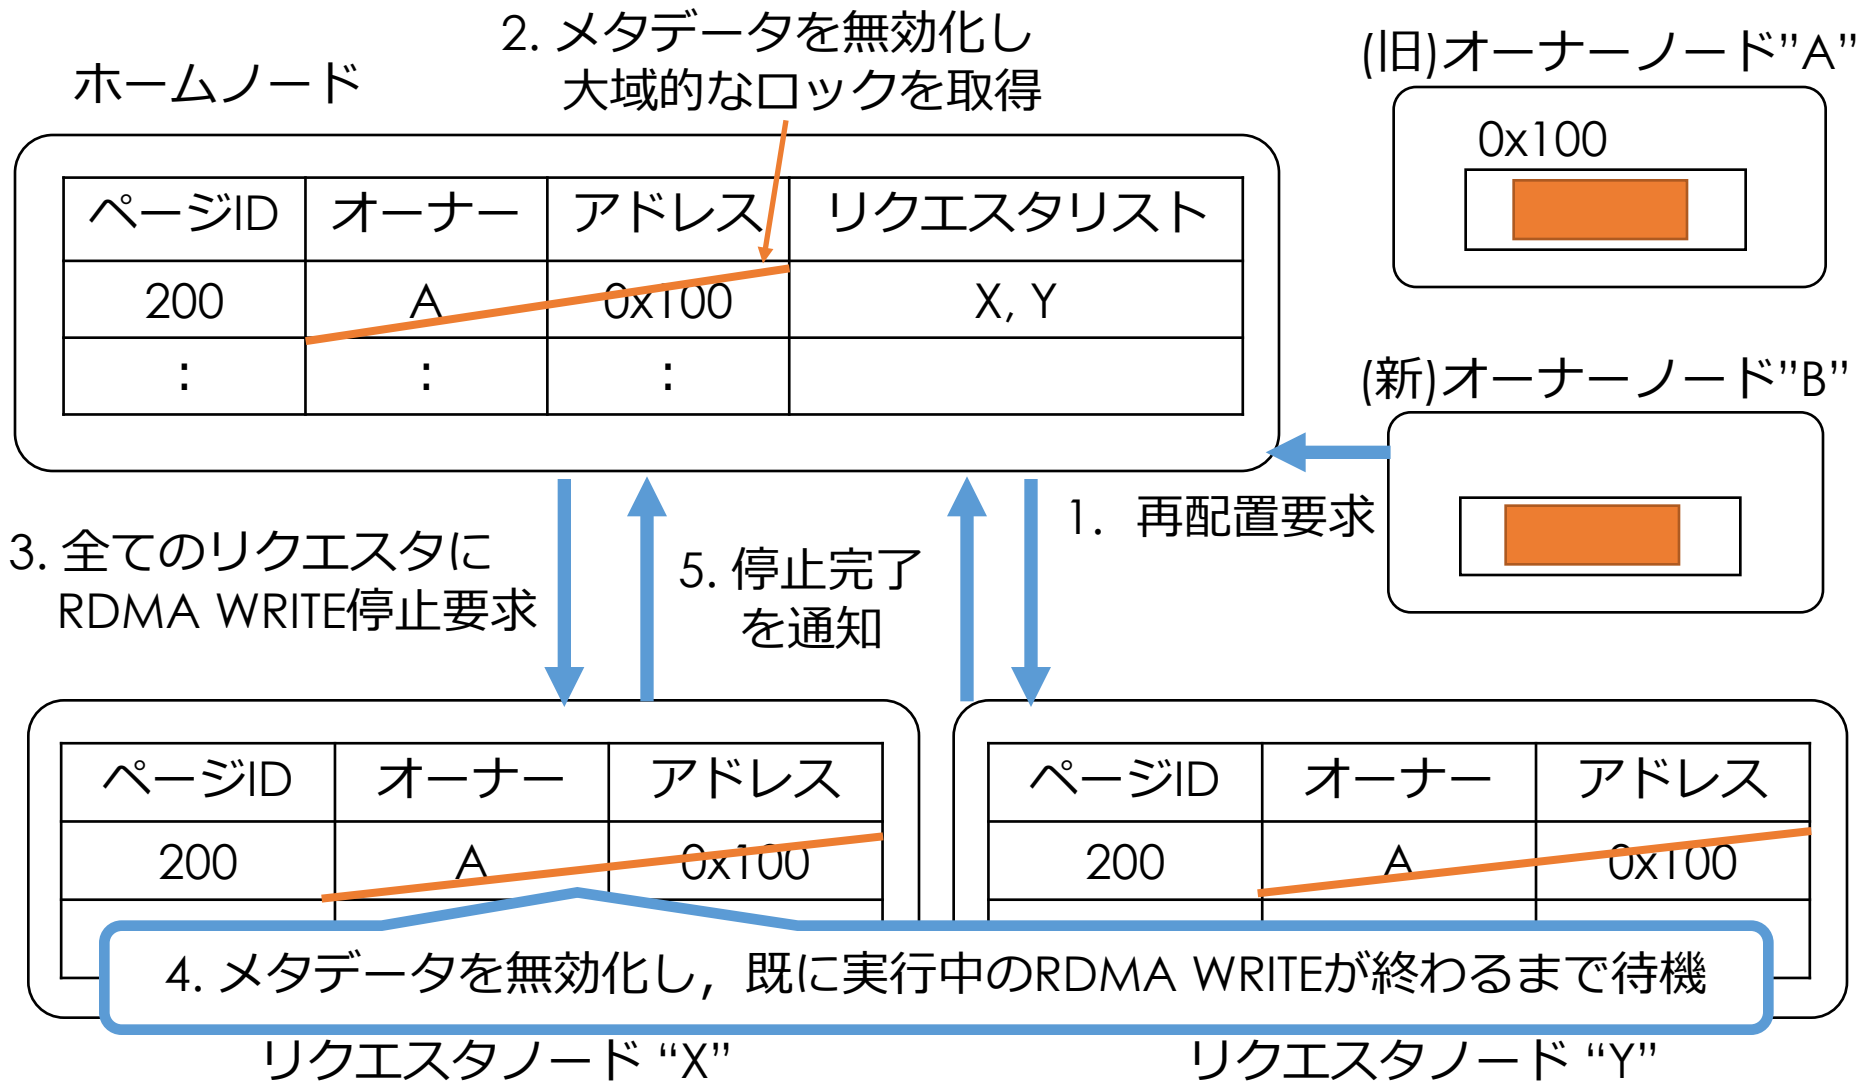 2. メタデータを無効化し
大域的なロックを取得
ホームノード
(旧)オーナーノード”A”
0x100
ページID オーナー アドレス リクエスタリスト
200 A 0x100 X, Y
: : :
(新)オーナーノード”B”
1. 再配置要求
3. 全てのリクエスタに
RDMA WRITE停止要求
5. 停止完了
を通知
ページID オーナー アドレス
200 A 0x100
ページID オーナー アドレス
200 A 0x100
4. メタデータを無効化し，既に実行中のRDMA WRITEが終わるまで待機
リクエスタノード “X”
リクエスタノード “Y”